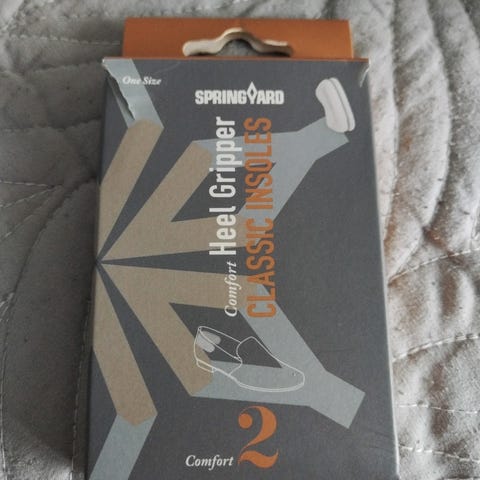 One Size
SPRINGYARD
Comfort Heel Gripper
CLASSIC INSOLES
Comfort 2